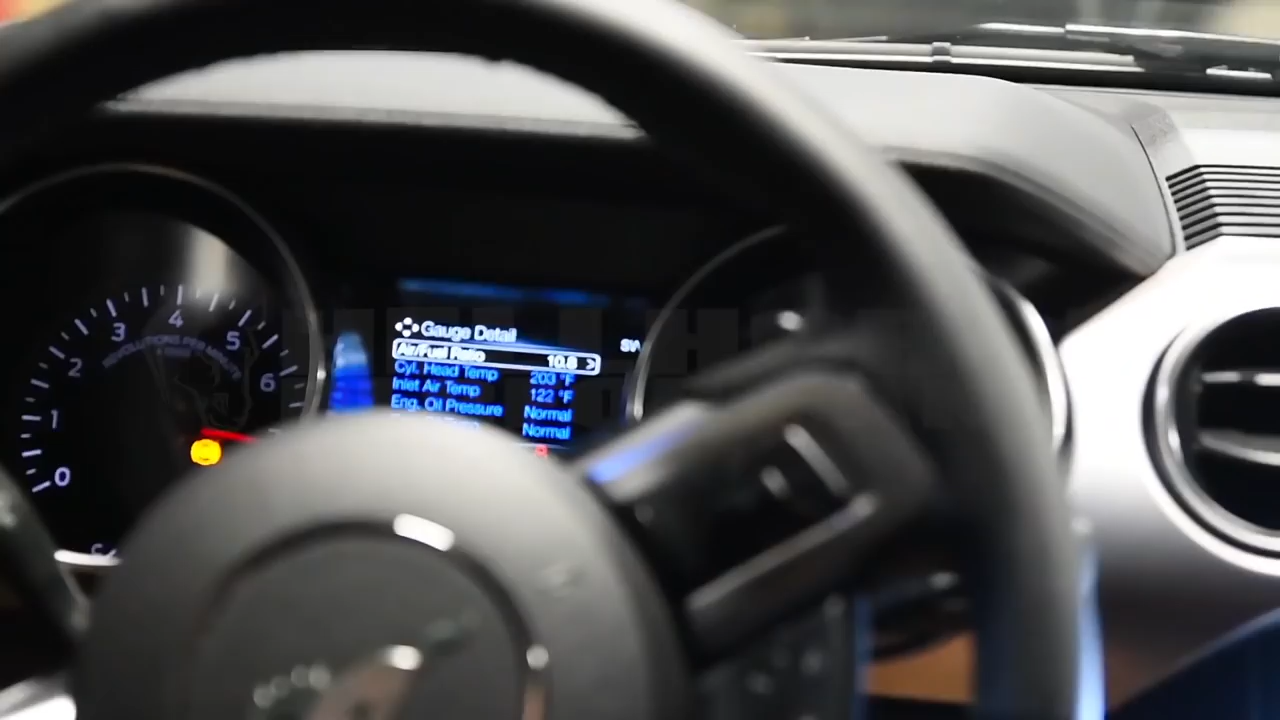 Gauge Detail
Air/Fuel Ratio 10.8 >
Cyl. Head Temp 203 °F
Inlet Air Temp 122 °F
Eng. Oil Pressure Normal
Normal
0 1 2 3 4 5 6
REVOLUTIONS PER MINUTE